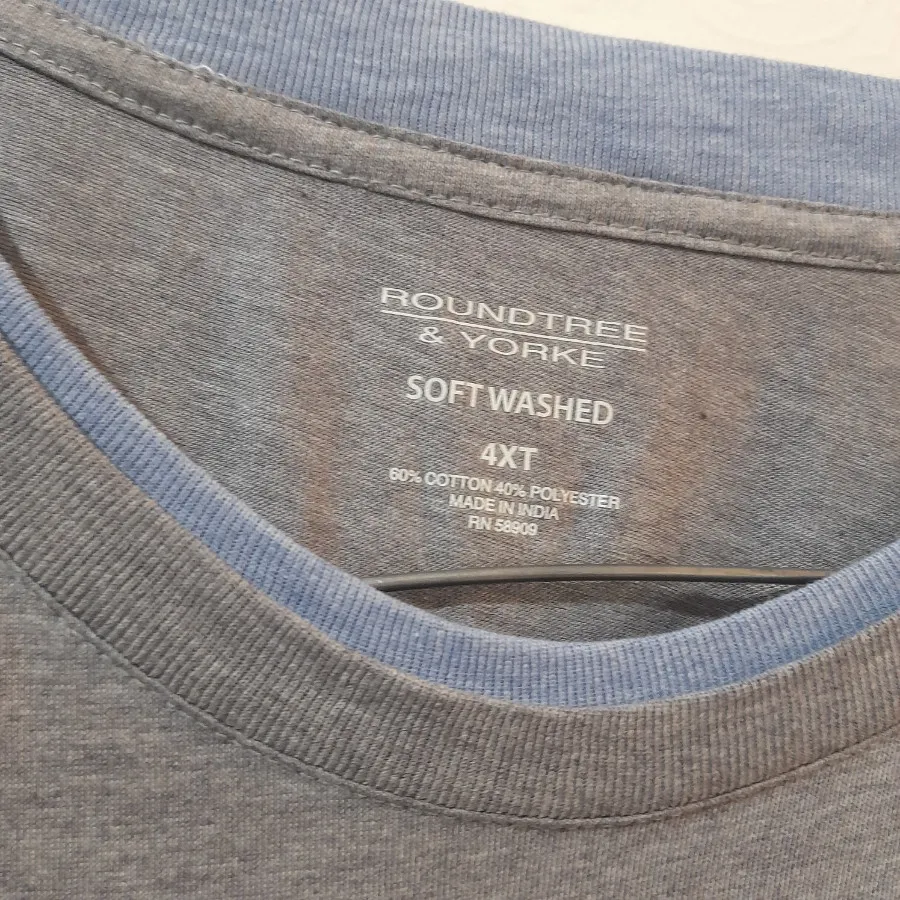 ROUNDTREE
& YORKE
SOFT WASHED
4XT
60% COTTON 40% POLYESTER
MADE IN INDIA
RN 58909